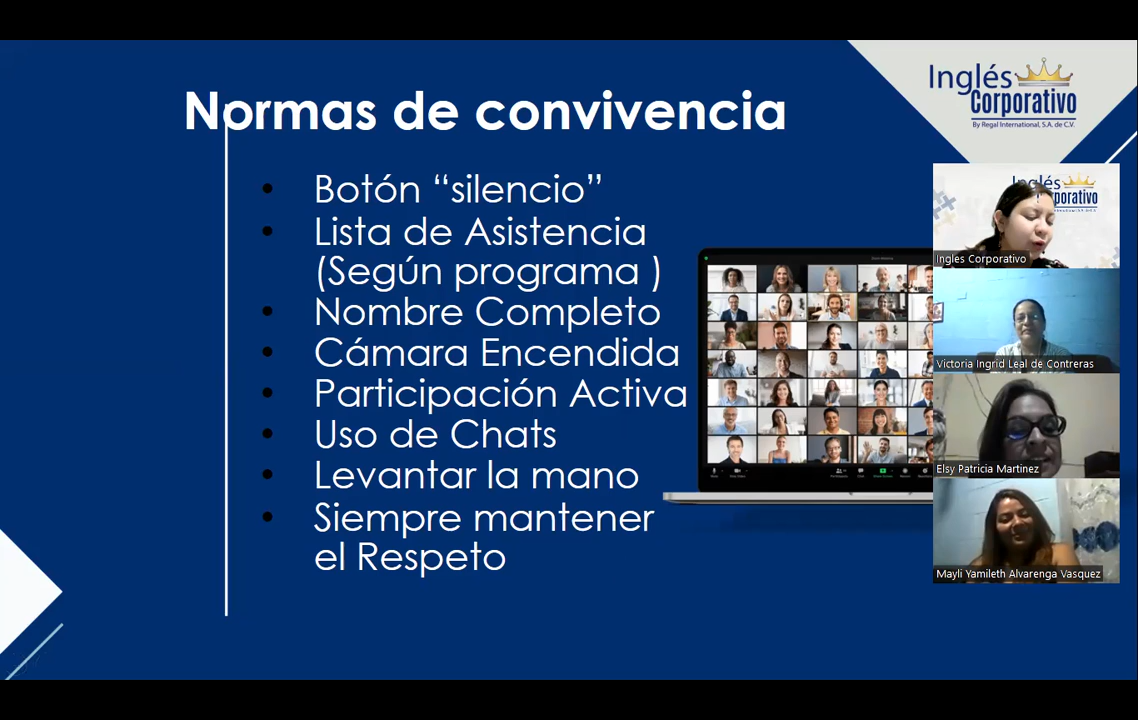 Normas de convivencia
Inglés
Corporativo
By Regal International, S.A. de C.V.
• Botón “silencio”
• Lista de Asistencia
(Según programa )
• Nombre Completo
• Cámara Encendida
• Participación Activa
• Uso de Chats
• Levantar la mano
• Siempre mantener
el Respeto
Ingles Corporativo
Victoria Ingrid Leal de Contreras
Elsy Patricia Martinez
Mayli Yamileth Alvarenga Vasquez